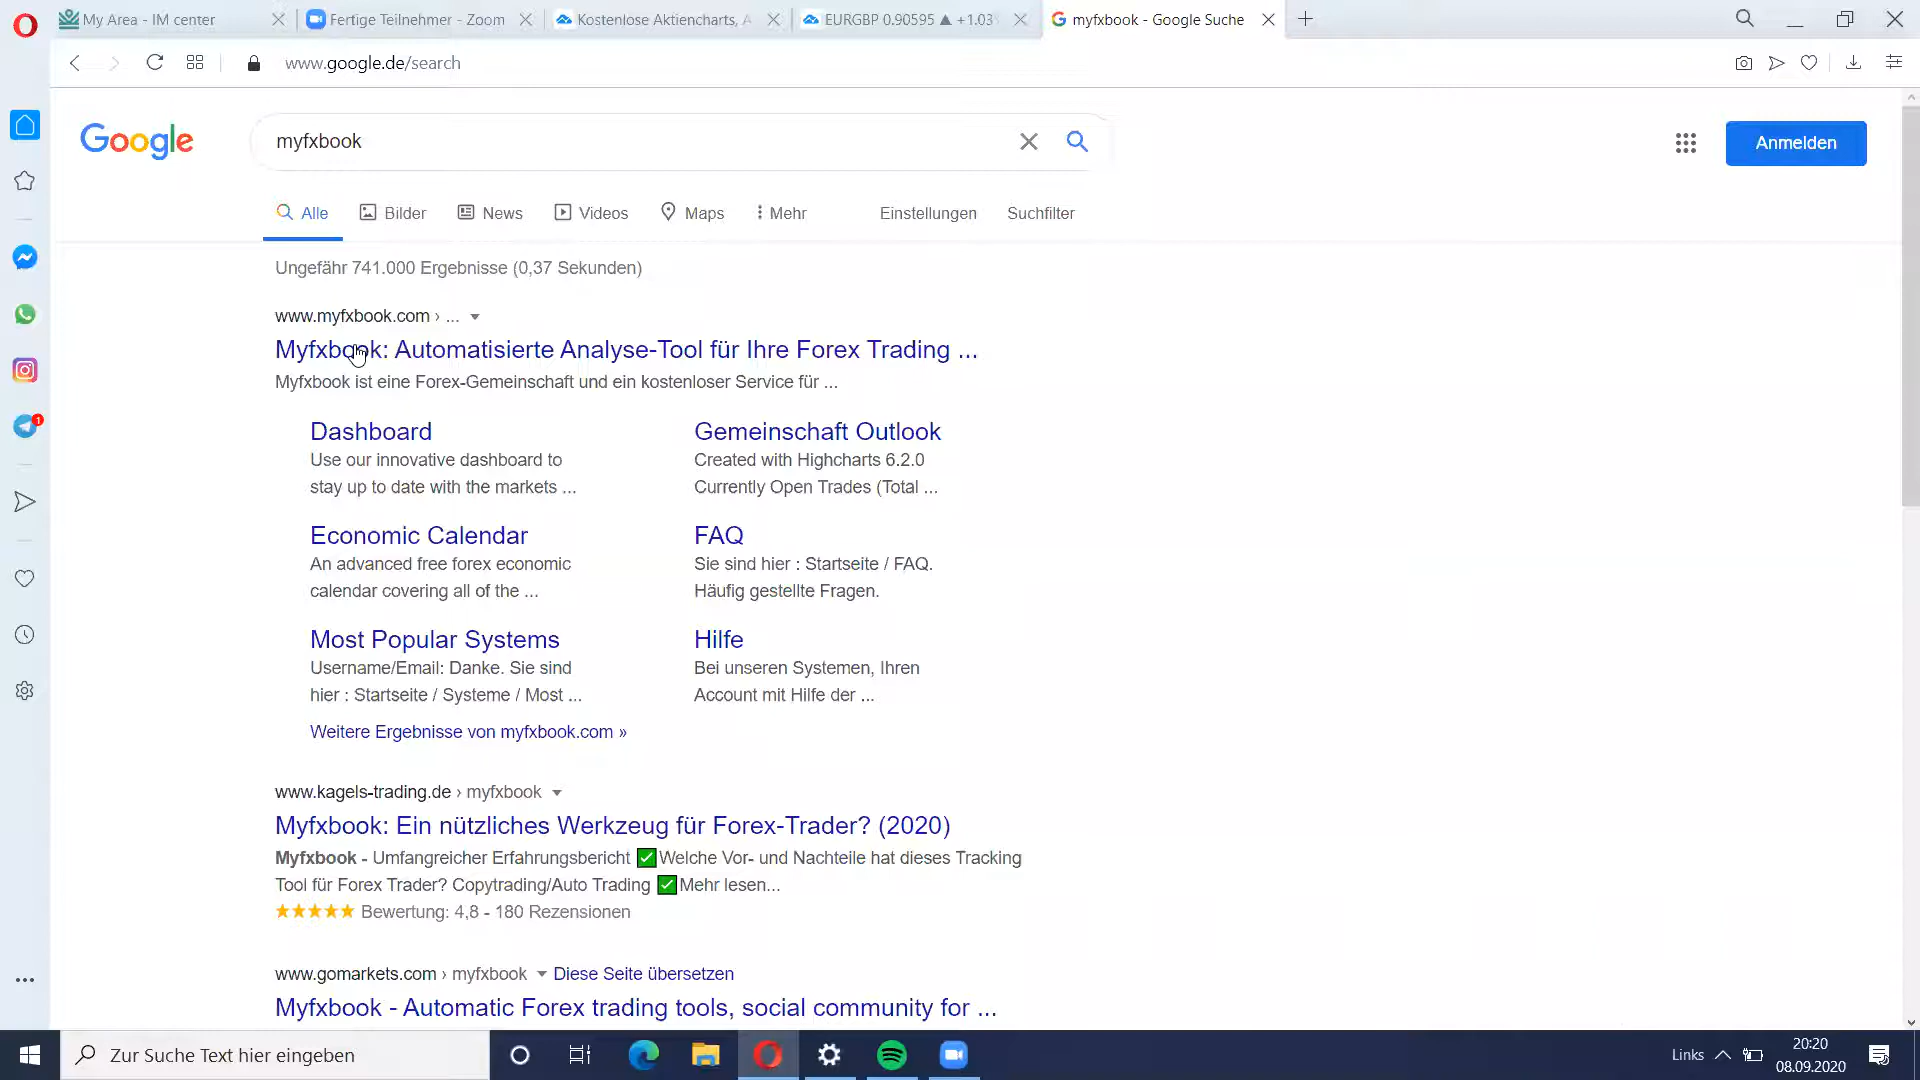 My Area - IM center
Fertige Teilnehmer - Zoom
Kostenlose Aktiencharts, A
EURGBP 0.90595 ▲ +1.03
myfxbook - Google Suche
www.google.de/search
Google
myfxbook
Anmelden
Alle
Bilder
News
Videos
Maps
Mehr
Einstellungen
Suchfilter
Ungefähr 741.000 Ergebnisse (0,37 Sekunden)
www.myfxbook.com › ...
Myfxbook: Automatisierte Analyse-Tool für Ihre Forex Trading ...
Myfxbook ist eine Forex-Gemeinschaft und ein kostenloser Service für ...
Dashboard
Use our innovative dashboard to
stay up to date with the markets ...
Gemeinschaft Outlook
Created with Highcharts 6.2.0
Currently Open Trades (Total ...
Economic Calendar
An advanced free forex economic
calendar covering all of the ...
FAQ
Sie sind hier : Startseite / FAQ.
Häufig gestellte Fragen.
Most Popular Systems
Username/Email: Danke. Sie sind
hier : Startseite / Systeme / Most ...
Hilfe
Bei unseren Systemen, Ihren
Account mit Hilfe der ...
Weitere Ergebnisse von myfxbook.com »
www.kagels-trading.de › myfxbook
Myfxbook: Ein nützliches Werkzeug für Forex-Trader? (2020)
Myfxbook - Umfangreicher Erfahrungsbericht ✅Welche Vor- und Nachteile hat dieses Tracking
Tool für Forex Trader? Copytrading/Auto Trading ✅Mehr lesen...
★★★★★ Bewertung: 4,8 - 180 Rezensionen
www.gomarkets.com › myfxbook
Diese Seite übersetzen
Myfxbook - Automatic Forex trading tools, social community for ...
1
Zur Suche Text hier eingeben
Links
20:20
08.09.2020